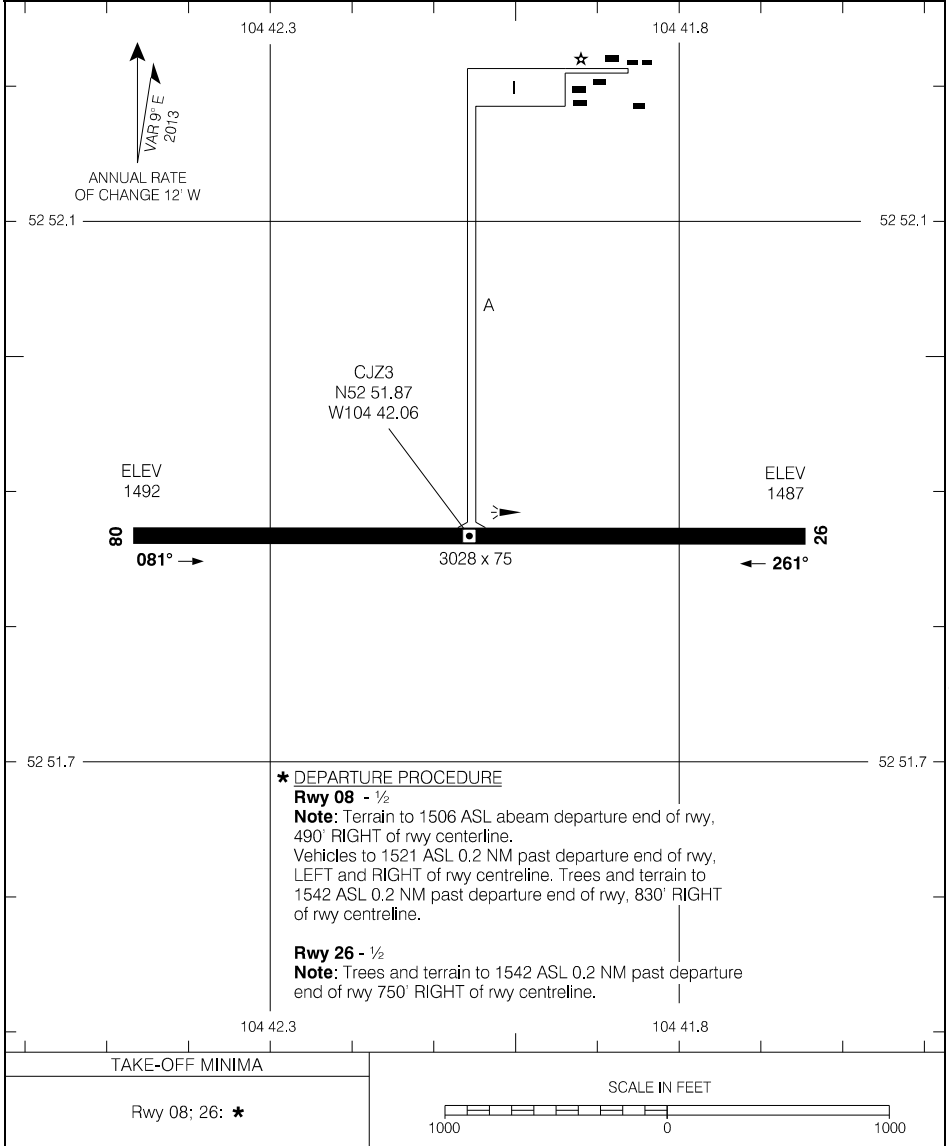 104 42.3
104 41.8
VAR 9° E
2013
ANNUAL RATE
OF CHANGE 12' W
52 52.1
52 52.1
I
A
CJZ3
N52 51.87
W104 42.06
ELEV
1492
ELEV
1487
08
26
081° →
3028 x 75
← 261°
52 51.7
52 51.7
* DEPARTURE PROCEDURE
Rwy 08 - ½
Note: Terrain to 1506 ASL abeam departure end of rwy,
490' RIGHT of rwy centerline.
Vehicles to 1521 ASL 0.2 NM past departure end of rwy,
LEFT and RIGHT of rwy centreline. Trees and terrain to
1542 ASL 0.2 NM past departure end of rwy, 830' RIGHT
of rwy centreline.
Rwy 26 - ½
Note: Trees and terrain to 1542 ASL 0.2 NM past departure
end of rwy 750' RIGHT of rwy centreline.
104 42.3
104 41.8
TAKE-OFF MINIMA
Rwy 08; 26: *
SCALE IN FEET
1000 0 1000